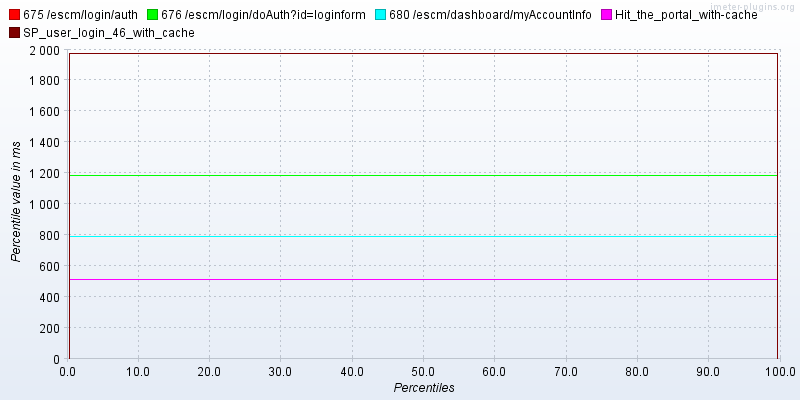 jmeter-plugins.org
675 /escm/login/auth 676 /escm/login/doAuth?id=loginform 680 /escm/dashboard/myAccountInfo Hit_the_portal_with-cache
SP_user_login_46_with_cache
Percentile value in ms
2 000
1 800
1 600
1 400
1 200
1 000
800
600
400
200
0
0.0 10.0 20.0 30.0 40.0 50.0 60.0 70.0 80.0 90.0 100.0
Percentiles